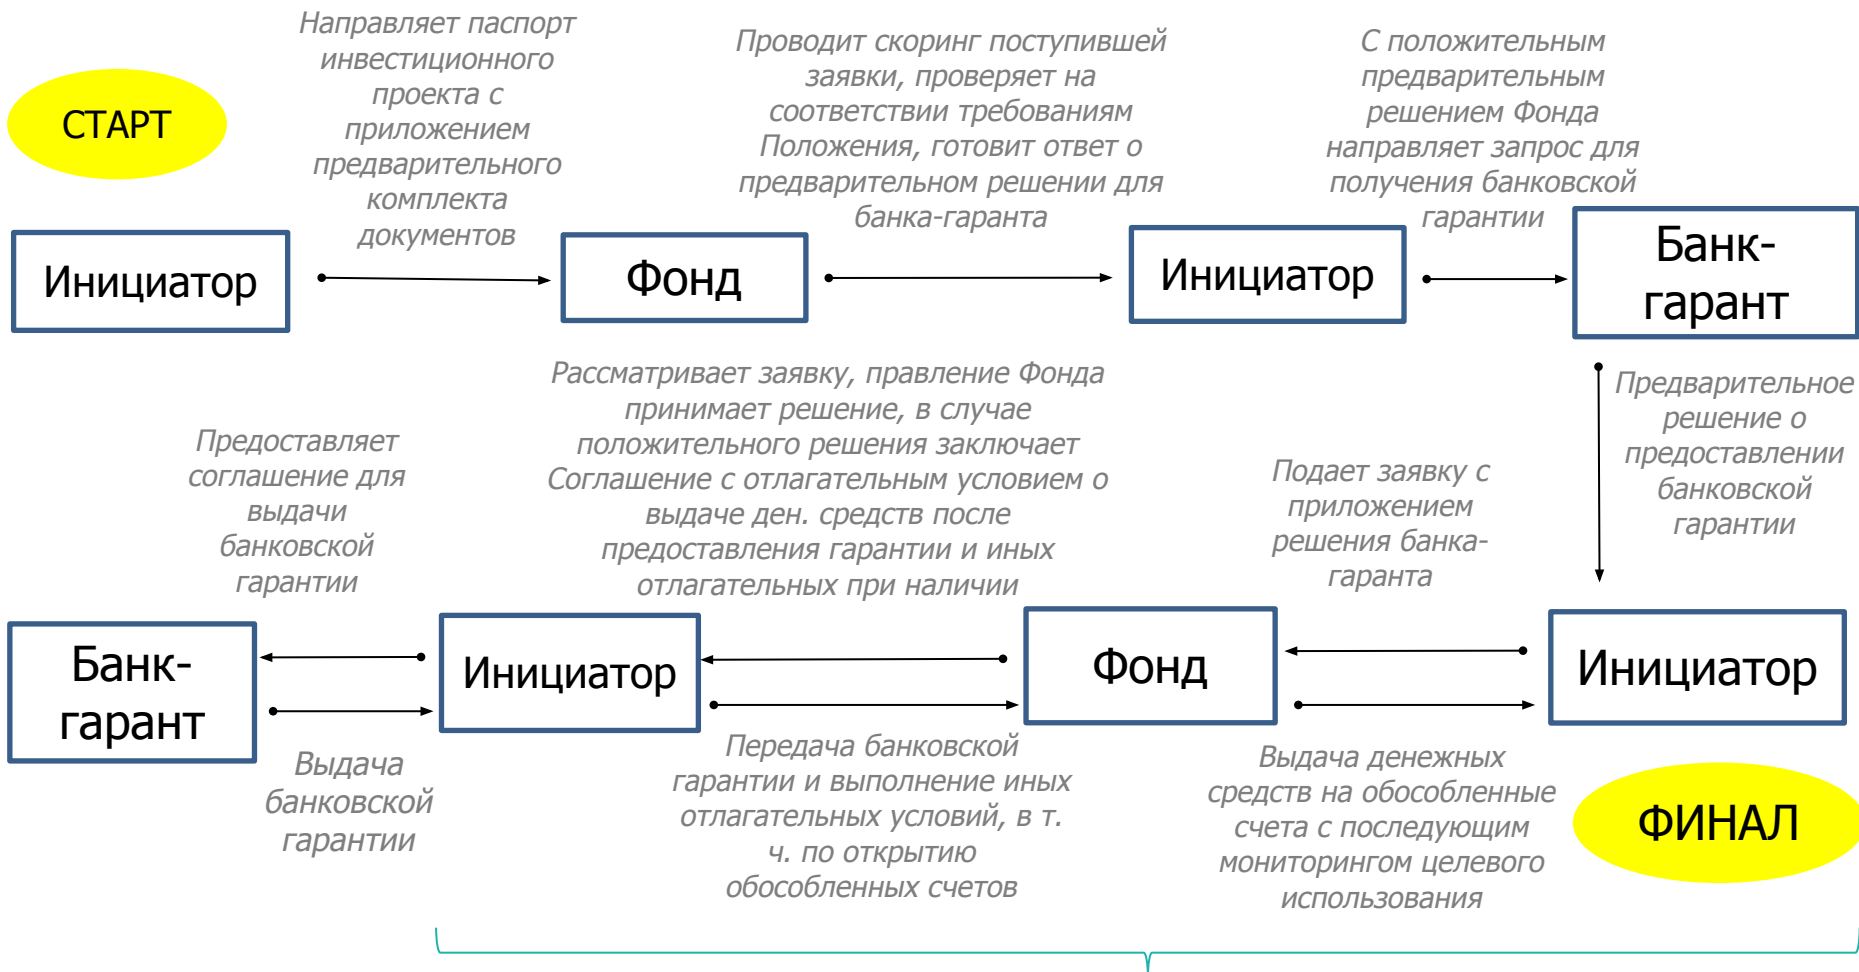 СТАРТ
Направляет паспорт
инвестиционного
проекта с
приложением
предварительного
комплекта
документов
Проводит скоринг поступившей
заявки, проверяет на
соответствии требованиям
Положения, готовит ответ о
предварительном решении для
банка-гаранта
С положительным
предварительным
решением Фонда
направляет запрос для
получения банковской
гарантии
Инициатор
Фонд
Инициатор
Банк-
гарант
Предварительное
решение о
предоставлении
банковской
гарантии
Подает заявку с
приложением
решения банка-
гаранта
Рассматривает заявку, правление Фонда
принимает решение, в случае
положительного решения заключает
Соглашение с отлагательным условием о
выдаче ден. средств после
предоставления гарантии и иных
отлагательных при наличии
Предоставляет
соглашение для
выдачи
банковской
гарантии
Банк-
гарант
Инициатор
Фонд
Инициатор
Выдача
банковской
гарантии
Передача банковской
гарантии и выполнение иных
отлагательных условий, в т.
ч. по открытию
обособленных счетов
Выдача денежных
средств на обособленные
счета с последующим
мониторингом целевого
использования
ФИНАЛ